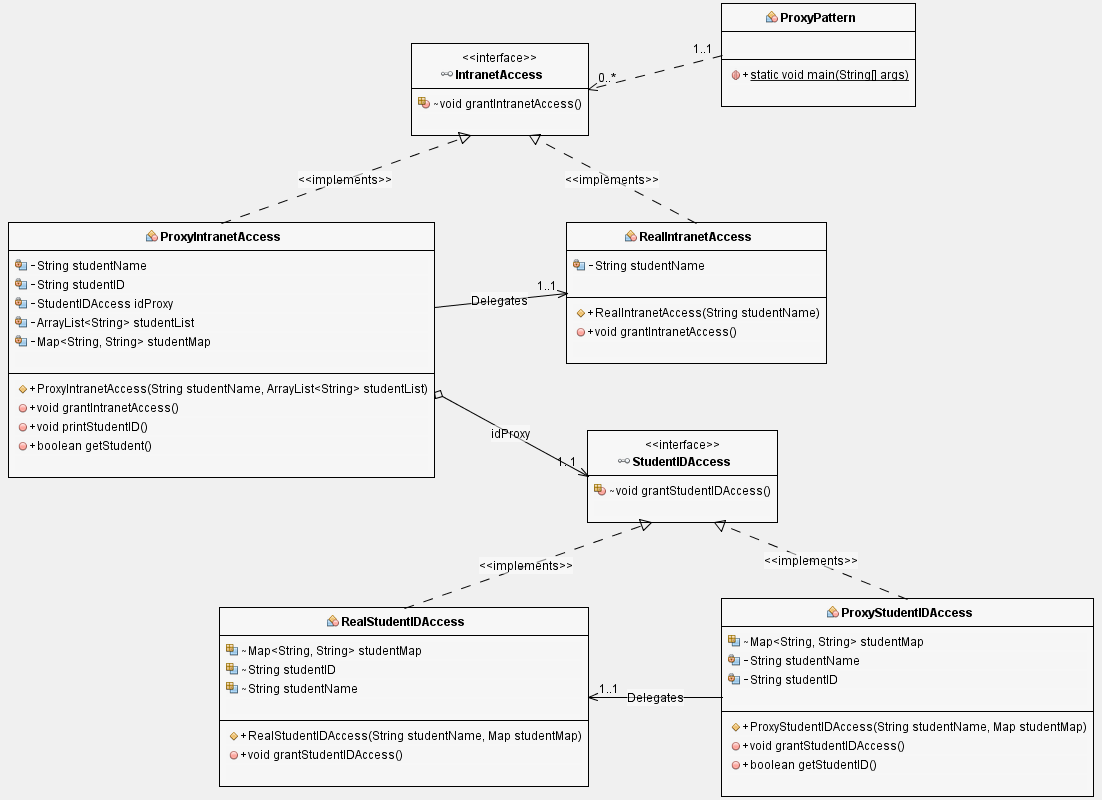 ProxyPattern
+static void main(String[] args)
1..1
0..*
<<interface>>
IntranetAccess
~void grantIntranetAccess()
<<implements>>
<<implements>>
ProxyIntranetAccess
-String studentName
-String studentID
-StudentIDAccess idProxy
-ArrayList<String> studentList
-Map<String, String> studentMap
+ProxyIntranetAccess(String studentName, ArrayList<String> studentList)
+void grantIntranetAccess()
+void printStudentID()
+boolean getStudent()
Delegates
1..1
RealIntranetAccess
-String studentName
+RealIntranetAccess(String studentName)
+void grantIntranetAccess()
idProxy
1..1
<<interface>>
StudentIDAccess
~void grantStudentIDAccess()
<<implements>>
<<implements>>
RealStudentIDAccess
~Map<String, String> studentMap
~String studentID
~String studentName
+RealStudentIDAccess(String studentName, Map studentMap)
+void grantStudentIDAccess()
1..1
Delegates
ProxyStudentIDAccess
~Map<String, String> studentMap
-String studentName
-String studentID
+ProxyStudentIDAccess(String studentName, Map studentMap)
+void grantStudentIDAccess()
+boolean getStudentID()